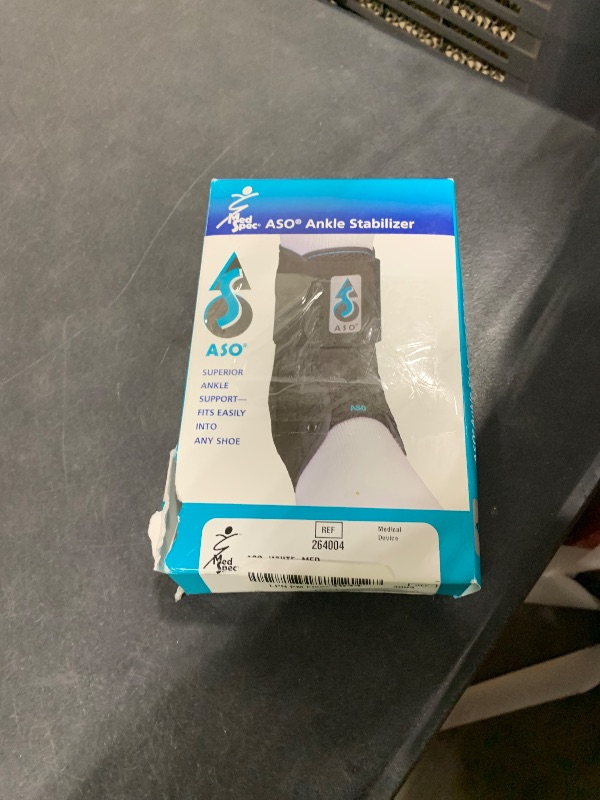 Med Spec® ASO® Ankle Stabilizer
ASO®
ASO®
SUPERIOR
ANKLE
SUPPORT—
FITS EASILY
INTO
ANY SHOE
ASO
REF
264004
Medical
Device
Med Spec